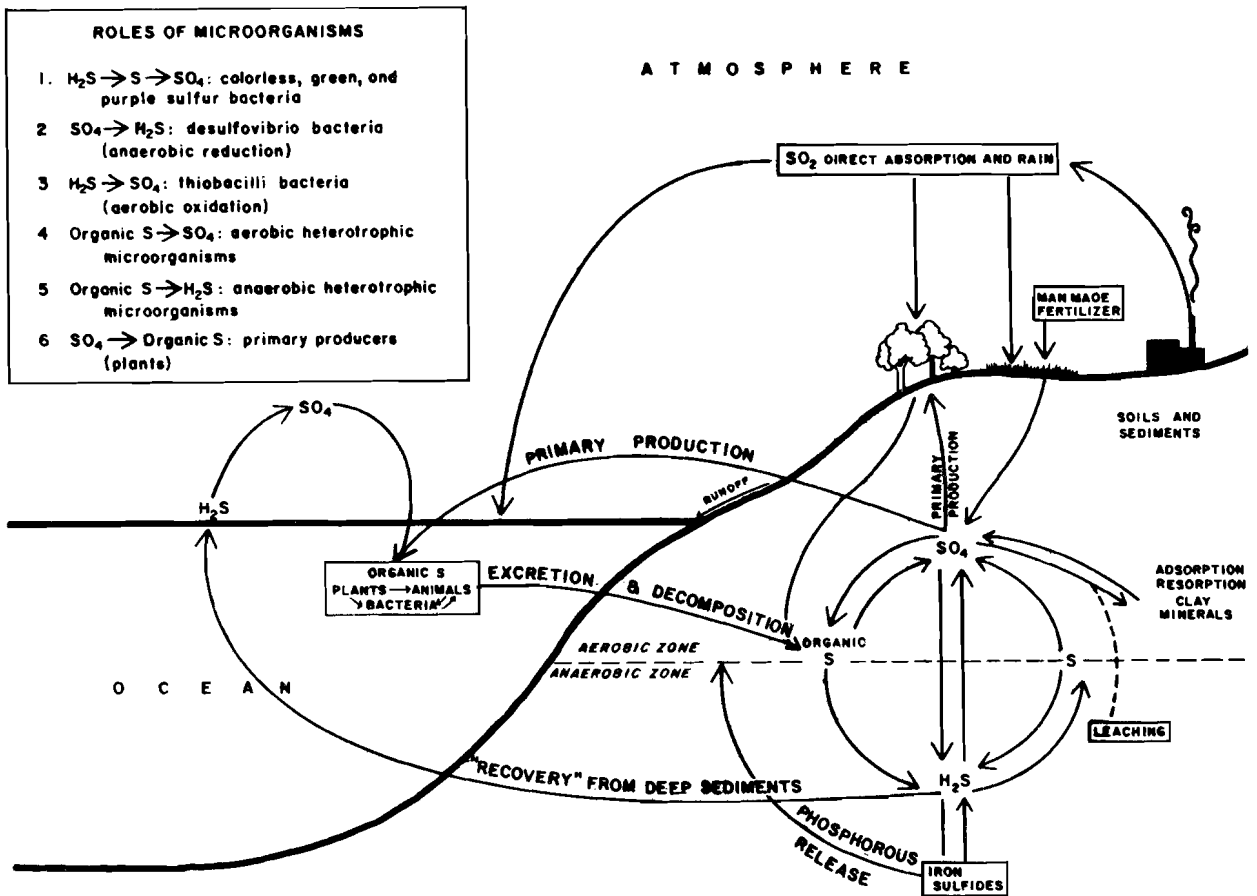 ROLES OF MICROORGANISMS
1. H₂S → S → SO₄: colorless, green, and
purple sulfur bacteria
2 SO₄ → H₂S: desulfovibrio bacteria
(anaerobic reduction)
3 H₂S → SO₄: thiobacilli bacteria
(aerobic oxidation)
4 Organic S → SO₄: aerobic heterotrophic
microorganisms
5 Organic S → H₂S: anaerobic heterotrophic
microorganisms
6 SO₄ → Organic S: primary producers
(plants)
ATMOSPHERE
SO₂ DIRECT ABSORPTION AND RAIN
MAN MADE
FERTILIZER
SOILS AND
SEDIMENTS
SO₄
PRIMARY PRODUCTION
RUNOFF
PRIMARY
PRODUCTION
H₂S
SO₄
ORGANIC S
PLANTS → ANIMALS
BACTERIA
EXCRETION. & DECOMPOSITION
ADSORPTION
RESORPTION
CLAY
MINERALS
ORGANIC
S
AEROBIC ZONE
ANAEROBIC ZONE
S
OCEAN
LEACHING
"RECOVERY" FROM DEEP SEDIMENTS
H₂S
PHOSPHOROUS
RELEASE
IRON
SULFIDES